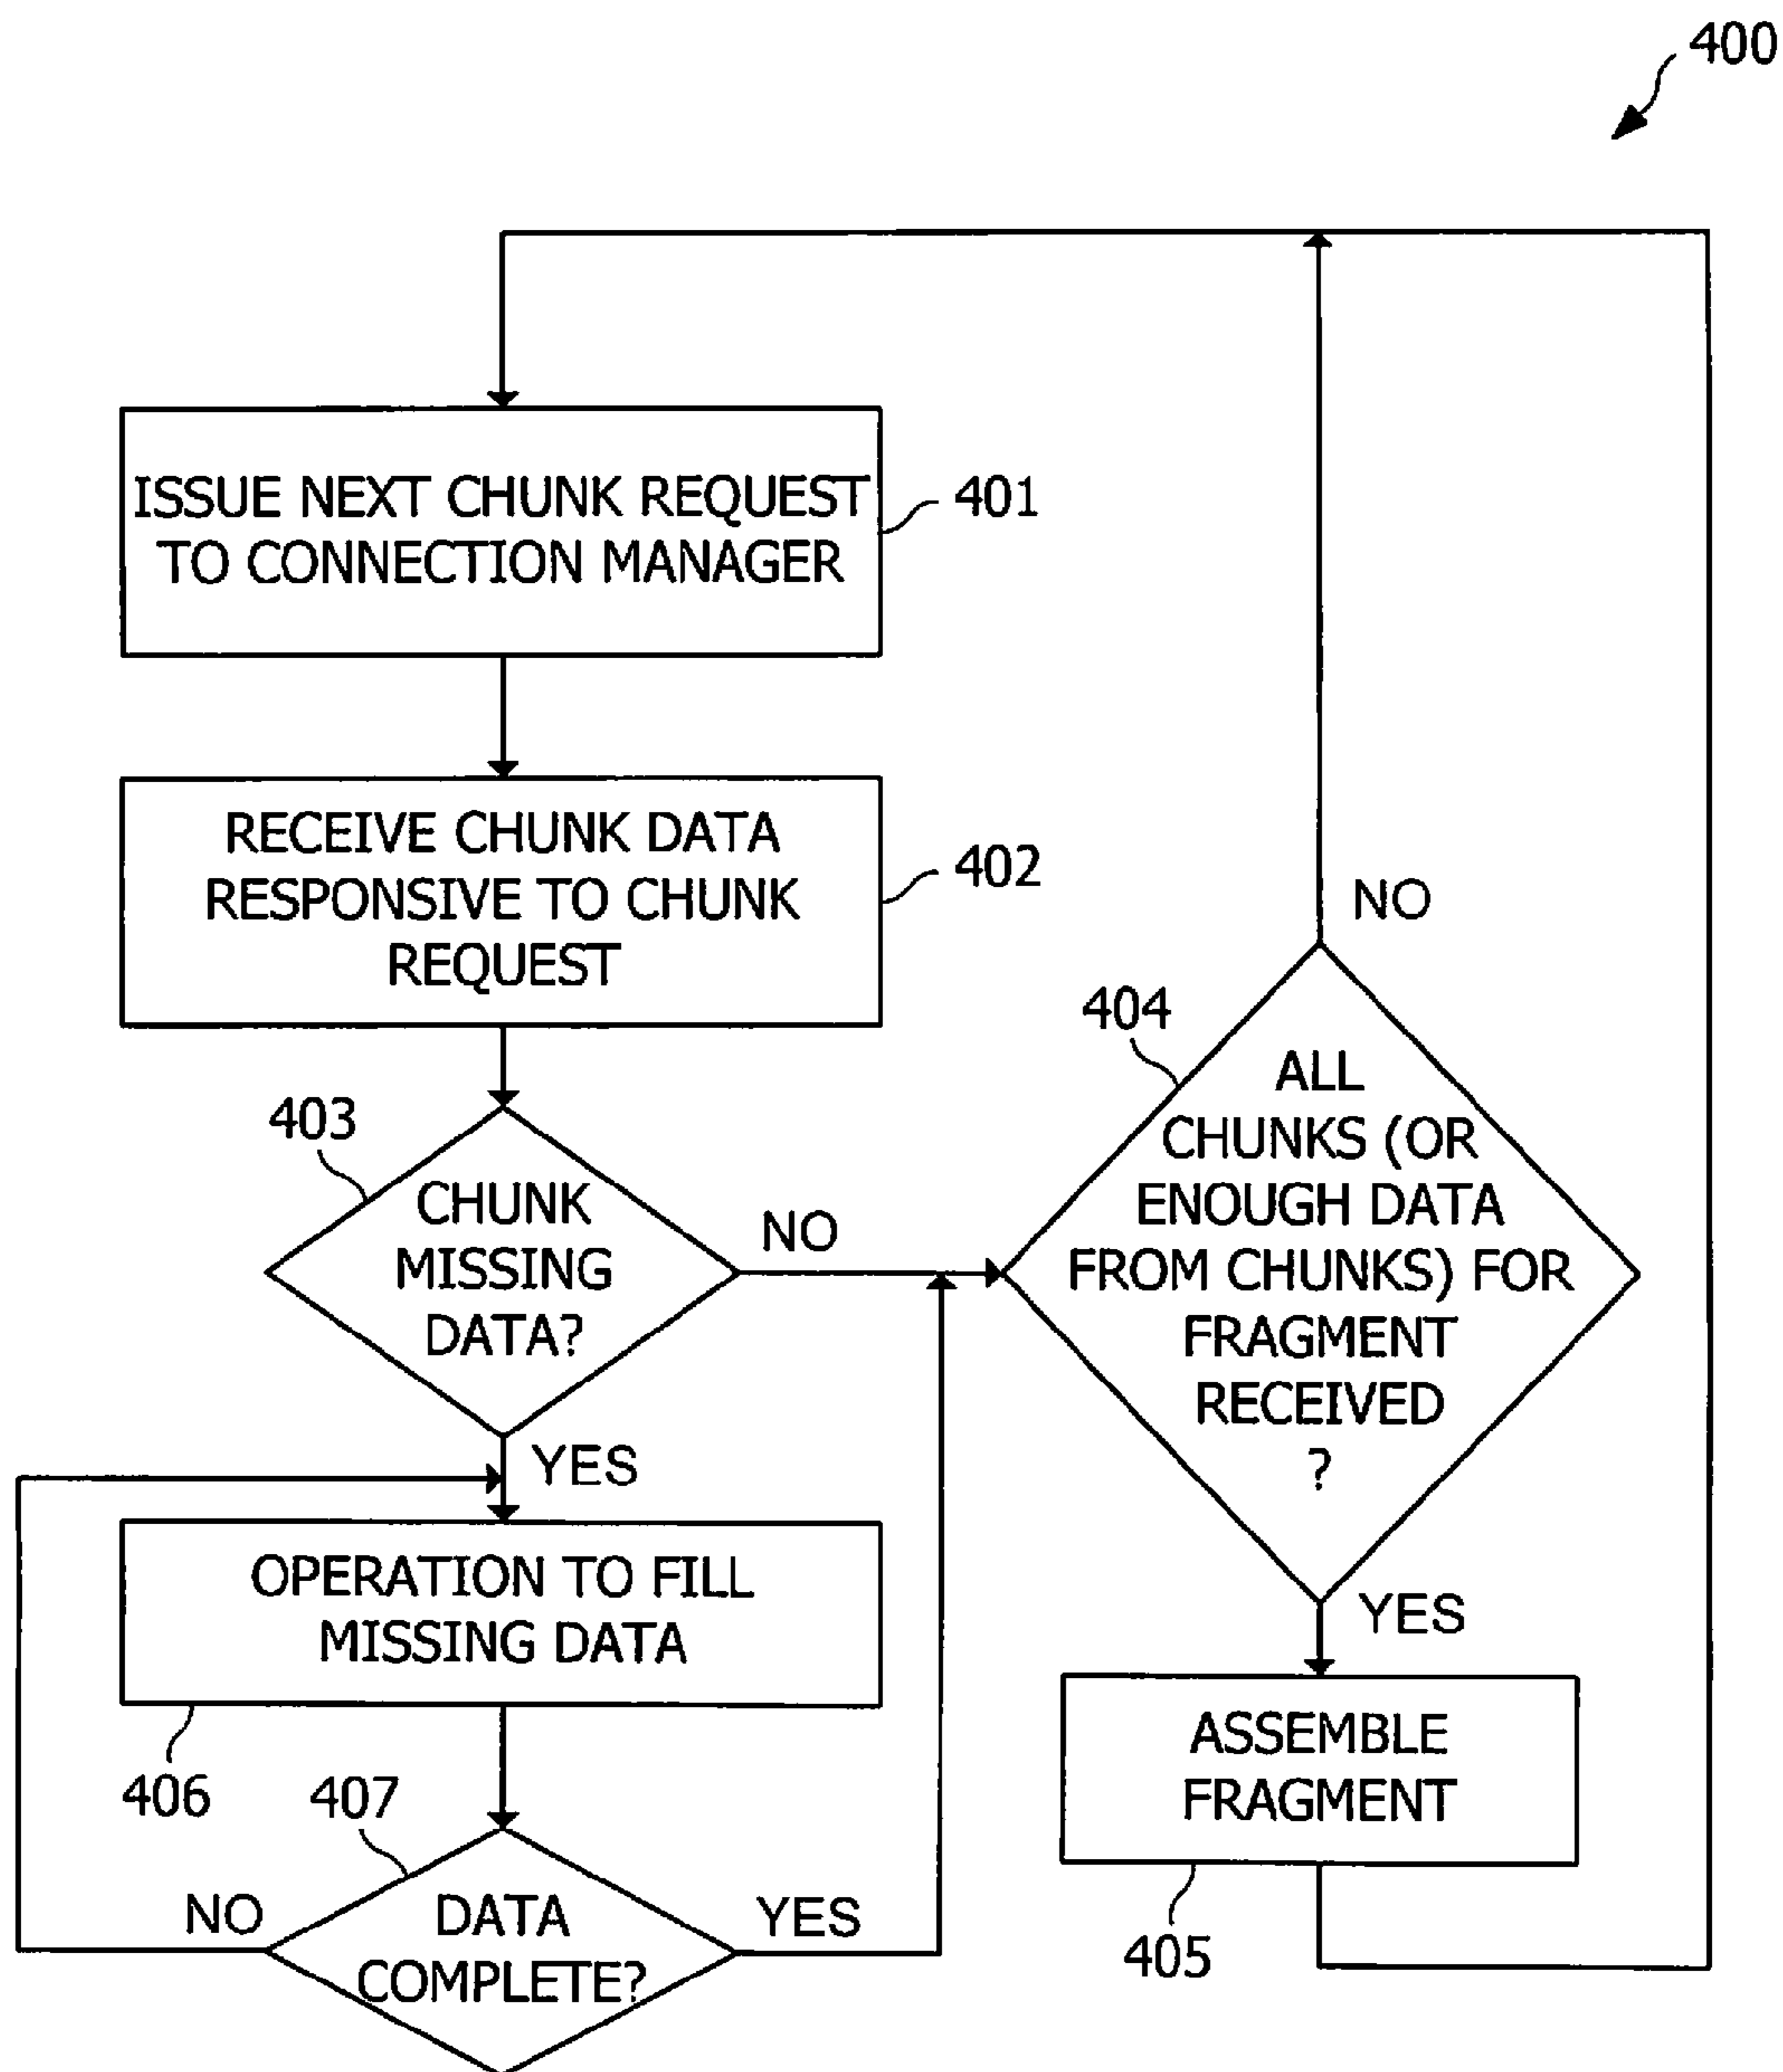 400
ISSUE NEXT CHUNK REQUEST
TO CONNECTION MANAGER
401
RECEIVE CHUNK DATA
RESPONSIVE TO CHUNK
REQUEST
402
403
CHUNK
MISSING
DATA?
NO
YES
404
ALL
CHUNKS (OR
ENOUGH DATA
FROM CHUNKS) FOR
FRAGMENT
RECEIVED
?
NO
YES
OPERATION TO FILL
MISSING DATA
406
407
DATA
COMPLETE?
NO
YES
ASSEMBLE
FRAGMENT
405